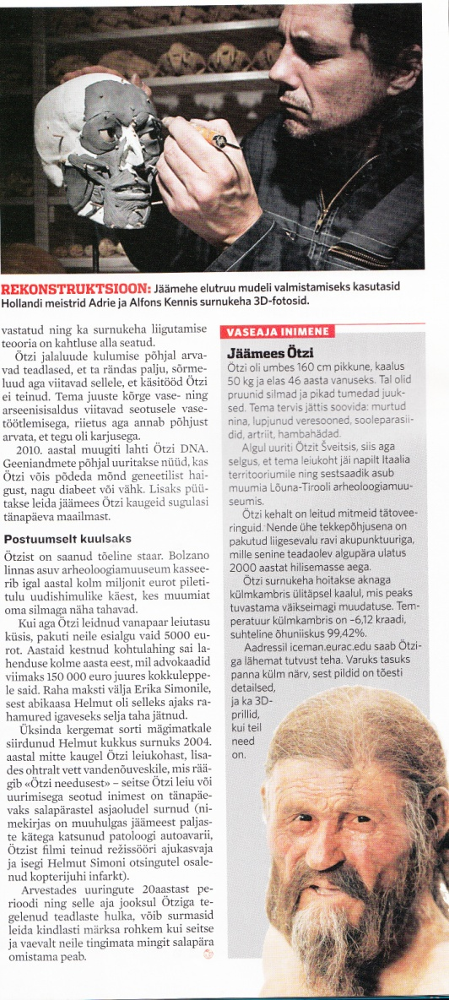 REKONSTRUKTSIOON: Jäämehe elutruu mudeli valmistamiseks kasutasid
Hollandi meistrid Adrie ja Alfons Kennis surnukeha 3D-fotosid.
vastatud ning ka surnukeha liigutamise
teooria on kahtluse alla seatud.
Ötzi jalaluude kulumise põhjal arva-
vad teadlased, et ta rändas palju, sõrme-
luud aga viitavad sellele, et käsitööd Ötzi
ei teinud. Tema juuste kõrge vase- ning
arseenisisaldus viitavad seotusele vase-
töötlemisega, riietus aga annab põhjust
arvata, et tegu oli karjusega.
2010. aastal muugiti lahti Ötzi DNA.
Geeniandmete põhjal uuritakse nüüd, kas
Ötzi võis põdeda mõnd geneetilist hai-
gust, nagu diabeet või vähk. Lisaks püü-
takse leida jäämees Ötzi kaugeid sugulasi
tänapäeva maailmast.
Postuumselt kuulsaks
Ötzist on saanud tõeline staar. Bolzano
linnas asuv arheoloogiamuuseum kassee-
rib igal aastal kolm miljonit eurot pileti-
tulu uudishimulike käest, kes muumiat
oma silmaga näha tahavad.
Kui aga Ötzi leidnud vanapaar leiutasu
küsis, pakuti neile esialgu vaid 5000 eu-
rot. Aastaid kestnud kohtulahing sai la-
henduse kolme aasta eest, mil advokaadid
viimaks 150 000 euro juures kokkuleppe-
le said. Raha maksti välja Erika Simonile,
sest abikaasa Helmut oli selleks ajaks ra-
hamured igaveseks selja taha jätnud.
Üksinda kergemat sorti mägimatkale
siirdunud Helmut kukkus surnuks 2004.
aastal mitte kaugel Ötzi leiukohast, lisa-
des ohtralt vett vandenõuveskile, mis rää-
gib «Ötzi needusest» – seitse Ötzi leiu või
uurimisega seotud inimest on tänapäe-
vaks salapärastel asjaoludel surnud (ni-
mekirjas on muuhulgas jäämeest paljas-
te kätega katsunud patoloogi autoavarii,
Ötzist filmi teinud režissööri ajukasvaja
ja isegi Helmut Simoni otsingutel osale-
nud kopterijuhi infarkt).
Arvestades uuringute 20aastast pe-
rioodi ning selle aja jooksul Ötziga te-
gelenud teadlaste hulka, võib surmasid
leida kindlasti märksa rohkem kui seitse
ja vaevalt neile tingimata mingit salapära
omistama peab.
VASEAJA INIMENE
Jäämees Ötzi
Ötzi oli umbes 160 cm pikkune, kaalus
50 kg ja elas 46 aasta vanuseks. Tal olid
pruunid silmad ja pikad tumedad juuk-
sed. Tema tervis jättis soovida: murtud
nina, lupjunud veresooned, sooleparasii-
did, artriit, hambahädad.
Algul uuriti Ötzit Šveitsis, siis aga
selgus, et tema leiukoht jäi napilt Itaalia
territooriumile ning sestsaadik asub
muumia Lõuna-Tirooli arheoloogiamuu-
seumis.
Ötzi kehalt on leitud mitmeid tätovee-
ringuid. Nende ühe tekkepõhjusena on
pakutud liigesevalu ravi akupunktuuriga,
mille senine teadaolev algupära ulatus
2000 aastat hilisemasse aega.
Ötzi surnukeha hoitakse aknaga
külmkambris ülitäpsel kaalul, mis peaks
tuvastama väikseimagi muudatuse. Tem-
peratuur külmkambris on –6,12 kraadi,
suhteline õhuniiskus 99,42%.
Aadressil iceman.eurac.edu saab Ötzi-
ga lähemat tutvust teha. Varuks tasuks
panna külm närv, sest pildid on tõesti
detailsed,
ja ka 3D-
prillid,
kui teil
need
on.